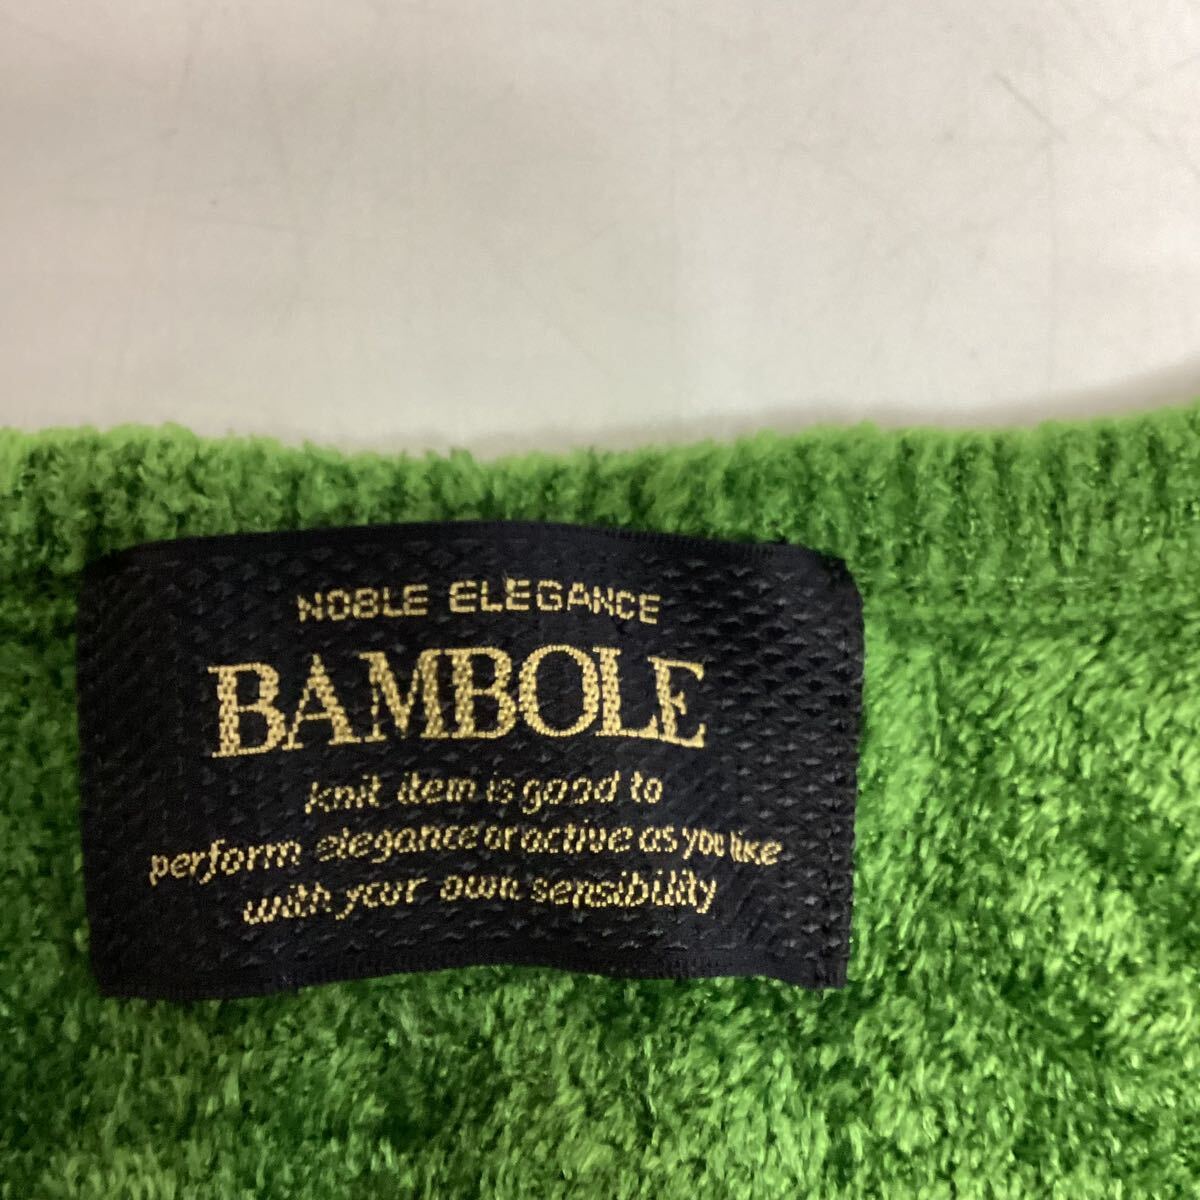 NOBLE ELEGANCE
BAMBOLE
knit item is good to
perform elegance or active as you like
with your own sensibility